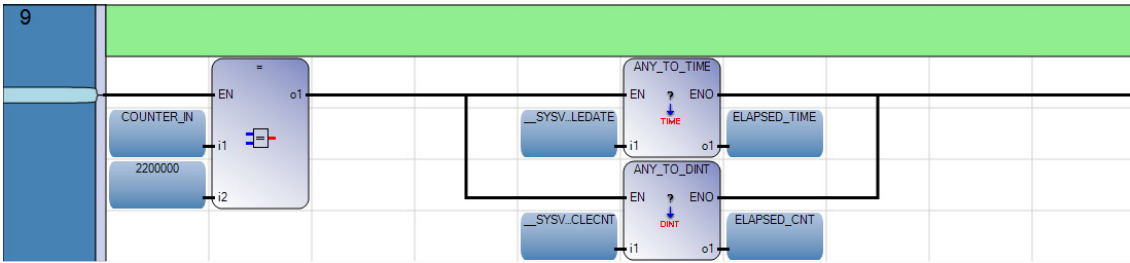 9
=
EN o1
COUNTER_IN
i1
2200000
i2
ANY_TO_TIME
EN ? ENO
TIME
__SYSV...LEDATE ELAPSED_TIME
i1 o1
ANY_TO_DINT
EN ? ENO
DINT
__SYSV...CLECNT ELAPSED_CNT
i1 o1